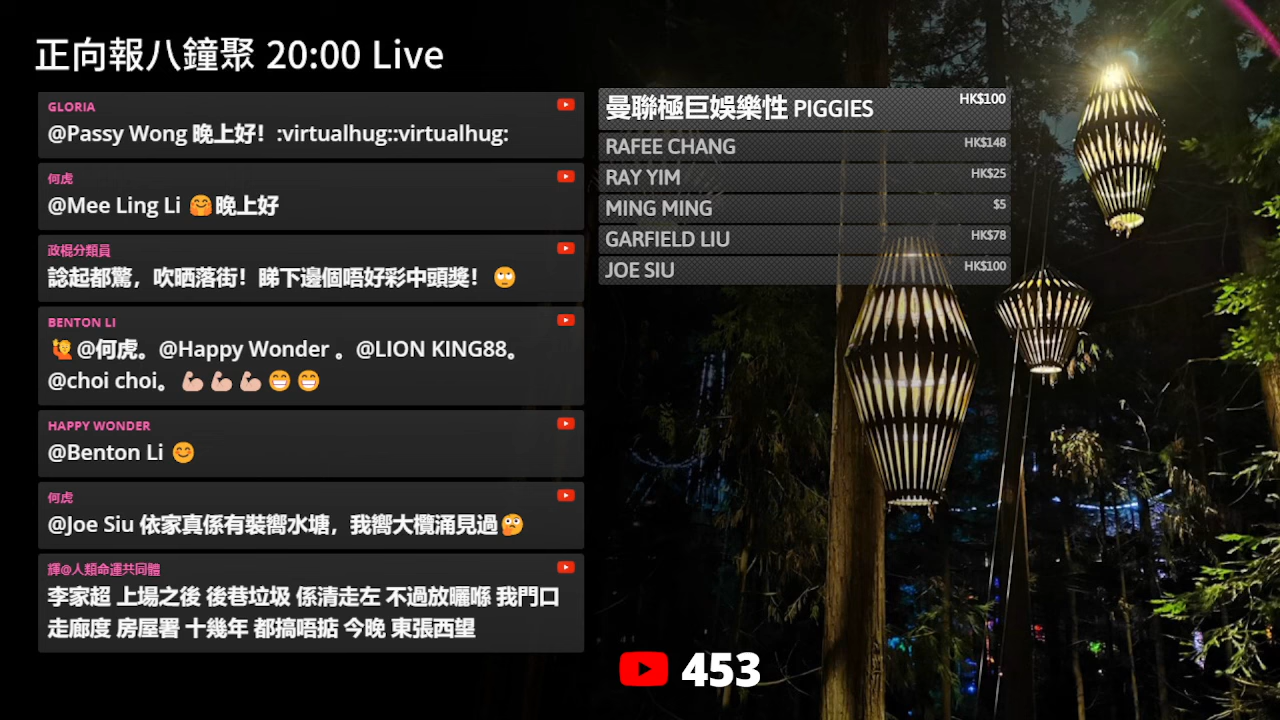 正向報八鐘聚 20:00 Live
GLORIA
@Passy Wong 晚上好！:virtualhug::virtualhug:
何虎
@Mee Ling Li 🤗晚上好
政棍分類員
諗起都驚，吹晒落街！睇下邊個唔好彩中頭獎！ 🙄
BENTON LI
🙋@何虎。@Happy Wonder 。@LION KING88。
@choi choi。💪🏼💪🏼💪🏼😁😁
HAPPY WONDER
@Benton Li 😊
何虎
@Joe Siu 依家真係有裝嚮水塘，我嚮大欖涌見過🤔
鐸@人類命運共同體
李家超 上場之後 後巷垃圾 係清走左 不過放曬喺 我門口
走廊度 房屋署 十幾年 都搞唔掂 今晚 東張西望
曼聯極巨娛樂性 PIGGIES HK$100
RAFEE CHANG HK$148
RAY YIM HK$25
MING MING $5
GARFIELD LIU HK$78
JOE SIU HK$100
453